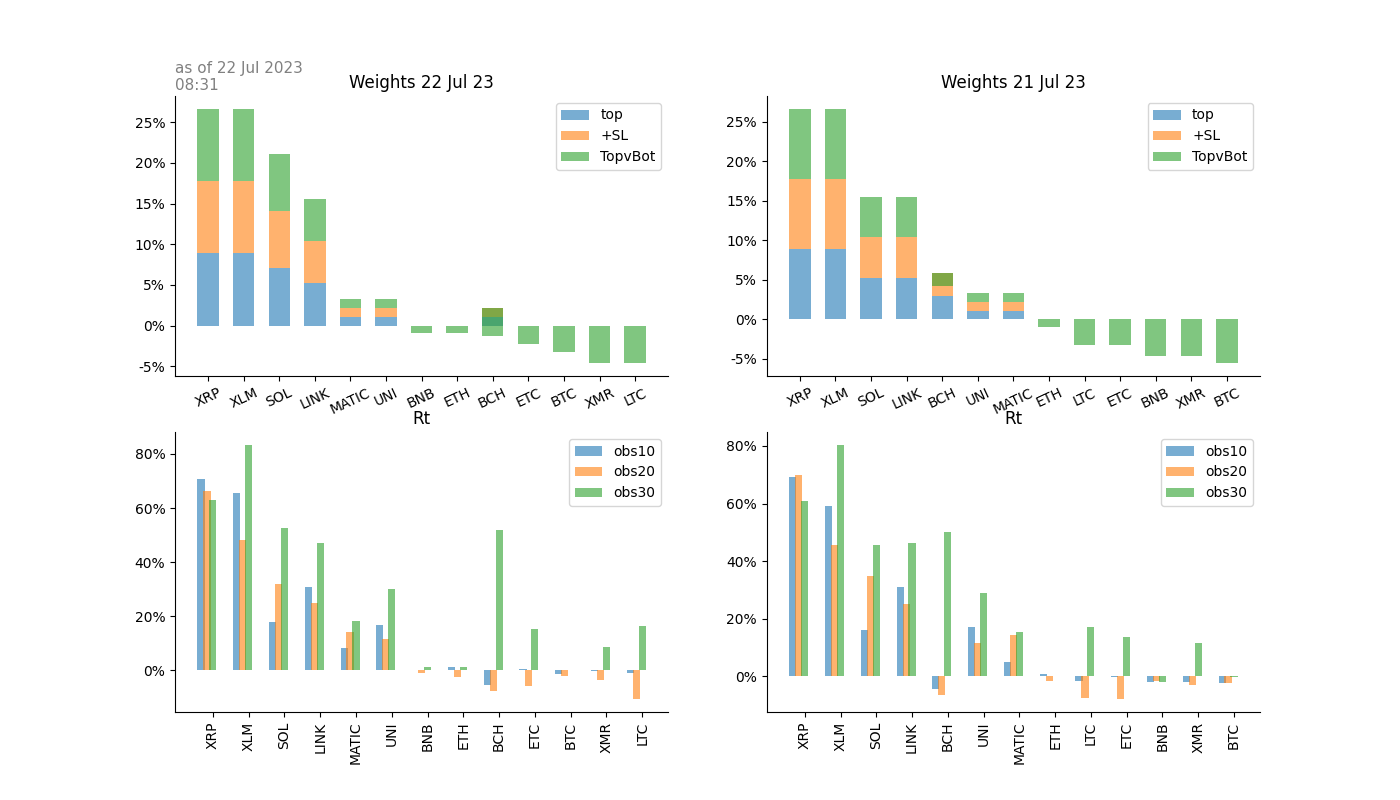 as of 22 Jul 2023
08:31
Weights 22 Jul 23
25%
20%
15%
10%
5%
0%
-5%
top
+SL
TopvBot
XRP XLM SOL LINK MATIC UNI BNB ETH BCH ETC BTC XMR LTC
Weights 21 Jul 23
25%
20%
15%
10%
5%
0%
-5%
top
+SL
TopvBot
XRP XLM SOL LINK BCH UNI MATIC ETH LTC ETC BNB XMR BTC
Rt
80%
60%
40%
20%
0%
obs10
obs20
obs30
XRP XLM SOL LINK MATIC UNI BNB ETH BCH ETC BTC XMR LTC
Rt
80%
60%
40%
20%
0%
obs10
obs20
obs30
XRP XLM SOL LINK BCH UNI MATIC ETH LTC ETC BNB XMR BTC